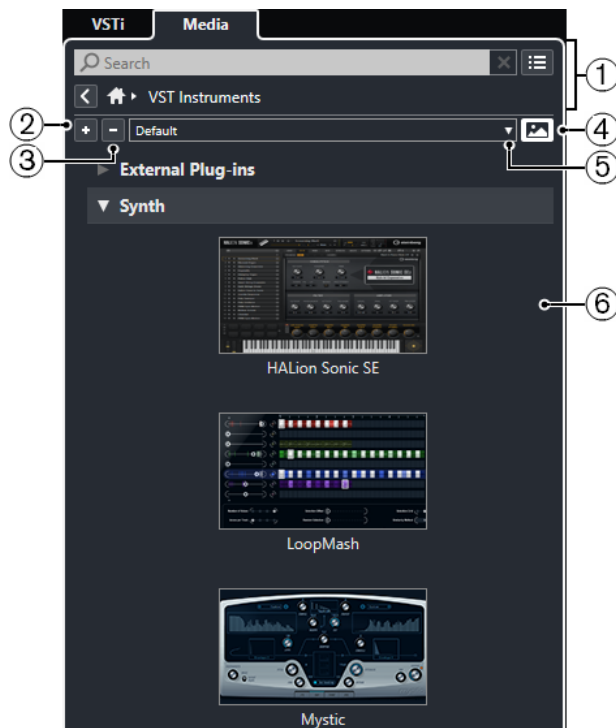 VSTi Media
Search
1
VST Instruments
2
Default
4
3
5
External Plug-ins
Synth
6
HALion Sonic SE
LoopMash
Mystic